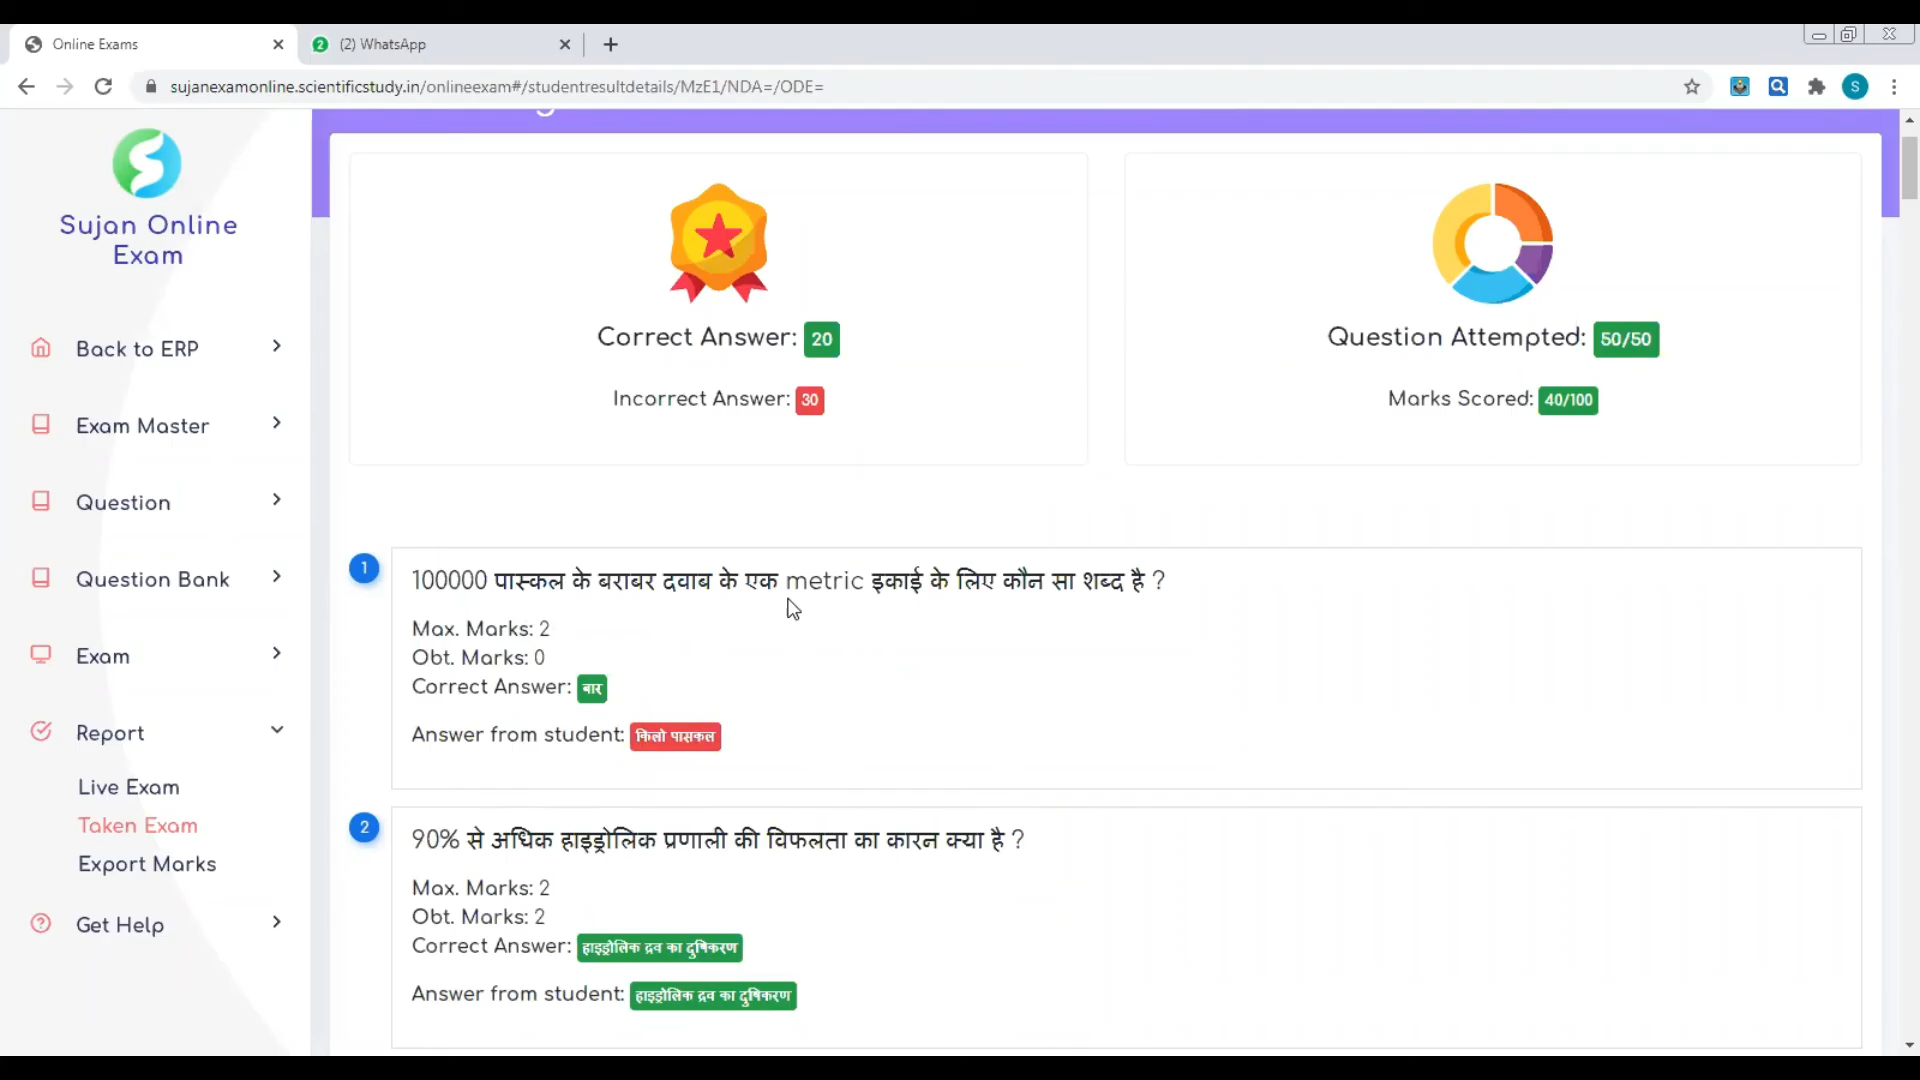 Online Exams
2
(2) WhatsApp
sujanexamonline.scientificstudy.in/onlineexam#/studentresultdetails/MzE1/NDA=/ODE=
S
Sujan Online
Exam
Back to ERP
Exam Master
Question
Question Bank
Exam
Report
Live Exam
Taken Exam
Export Marks
Get Help
Correct Answer: 20
Incorrect Answer: 30
Question Attempted: 50/50
Marks Scored: 40/100
1
100000 पास्कल के बराबर दवाब के एक metric इकाई के लिए कौन सा शब्द है ?
Max. Marks: 2
Obt. Marks: 0
Correct Answer: बार
Answer from student: किलो पासकल
2
90% से अधिक हाइड्रोलिक प्रणाली की विफलता का कारन क्या है ?
Max. Marks: 2
Obt. Marks: 2
Correct Answer: हाइड्रोलिक द्रव का दुषिकरण
Answer from student: हाइड्रोलिक द्रव का दुषिकरण